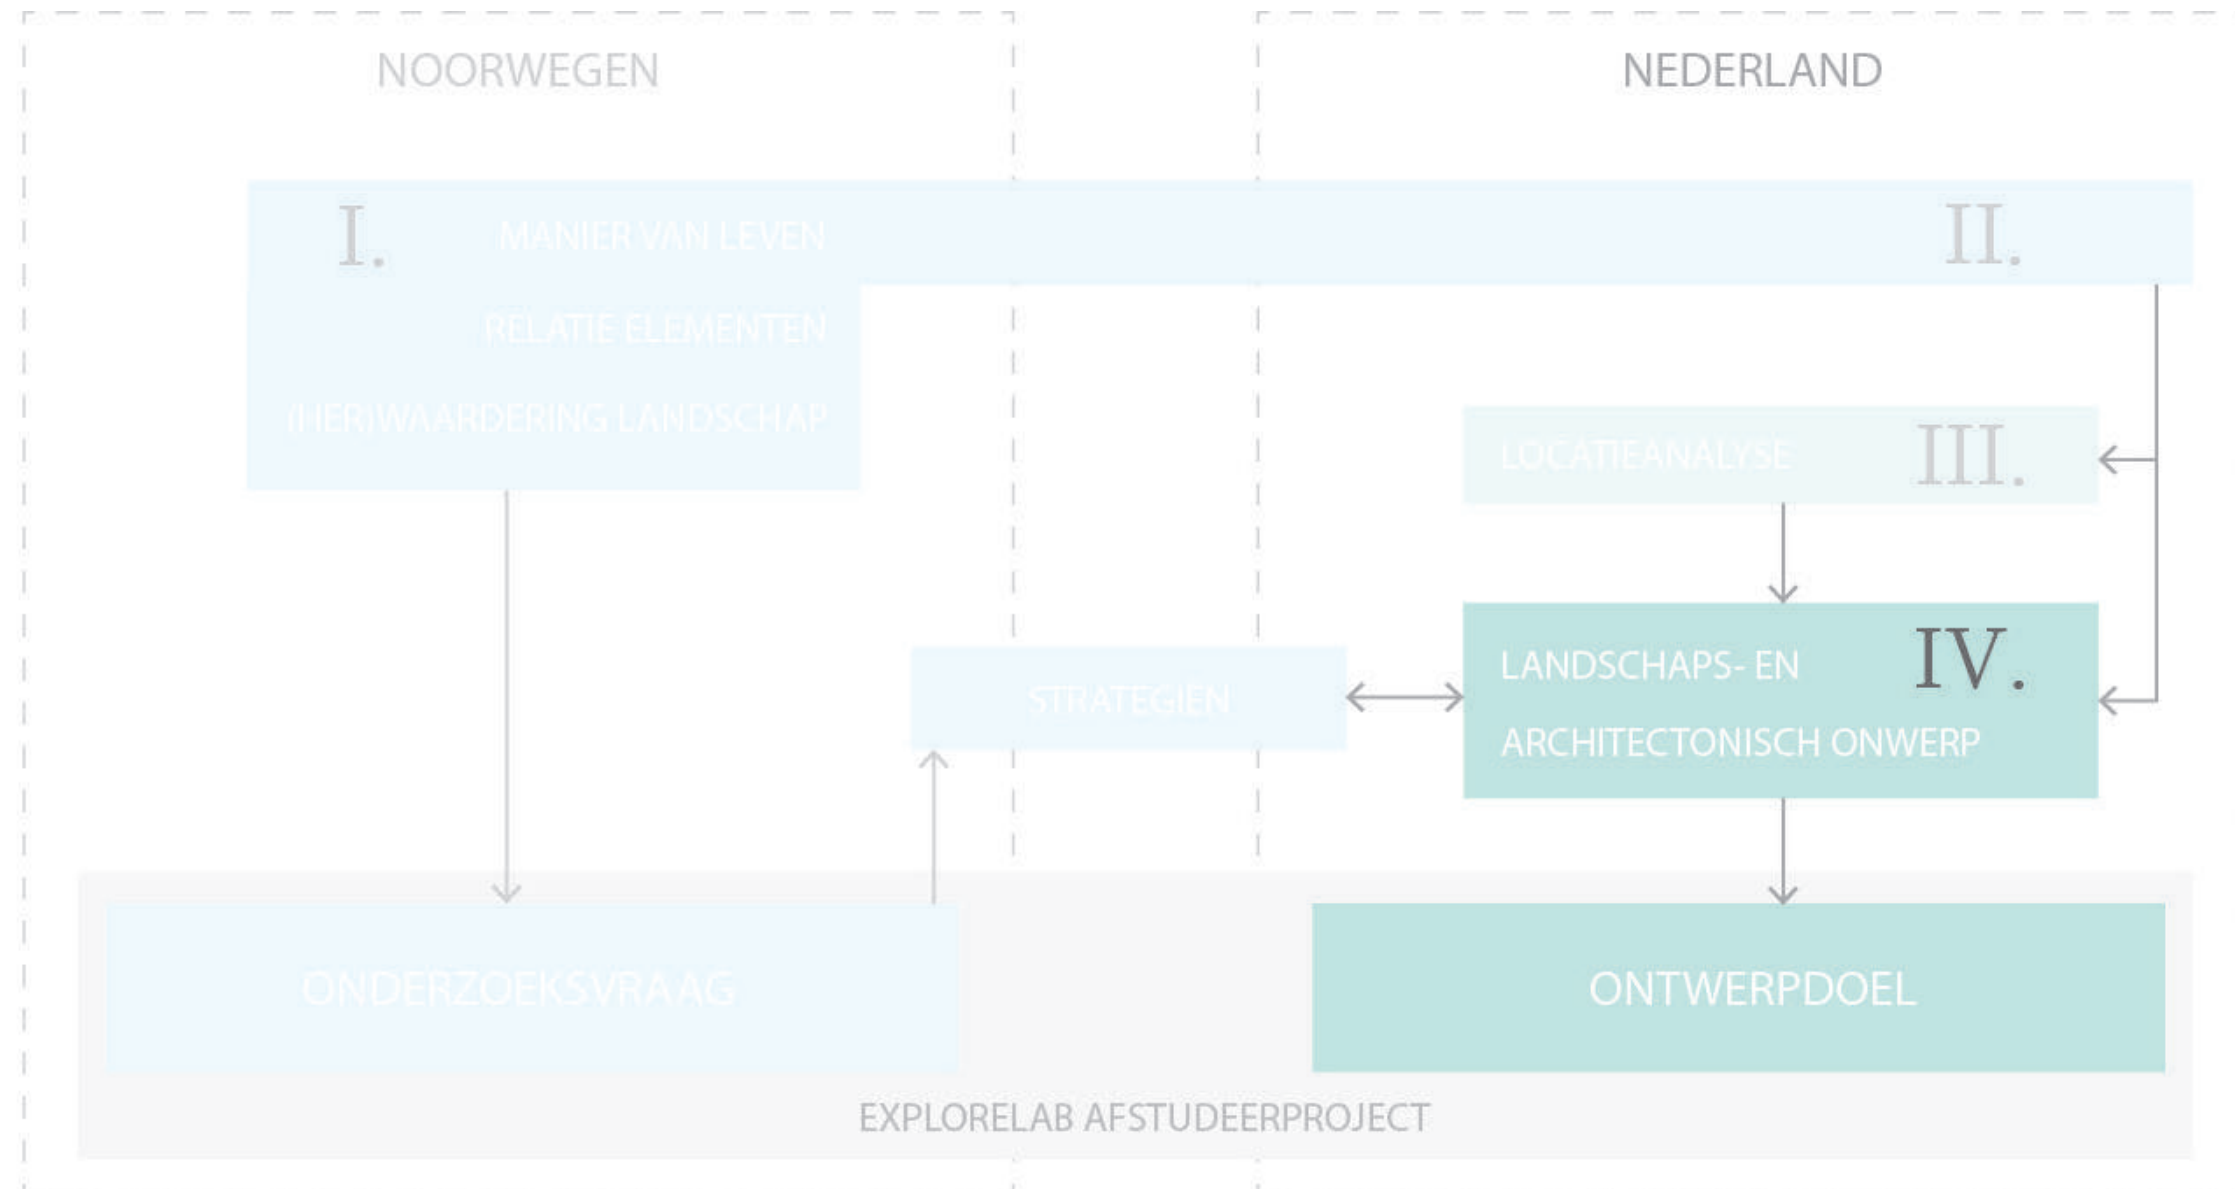 NOORWEGEN
NEDERLAND
I.
MANIER VAN LEVEN
II.
RELATIE ELEMENTEN
(HER)WAARDERING LANDSCHAP
LOCATIEANALYSE
III.
LANDSCHAPS- EN
IV.
ARCHITECTONISCH ONWERP
STRATEGIEN
ONDERZOEKSVRAAG
ONTWERPDOEL
EXPLORELAB AFSTUDEERPROJECT